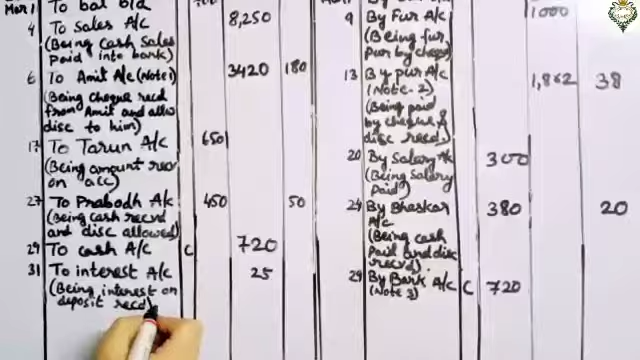 Mar 1 To bal b/d
4 To Sales A/c 8,250
(Being cash sales
paid into bank)
6 To Amit A/c (Note 1) 3420 180
(Being cheque recd
from Amit and allo
disc to him)
17 To Tarun A/c 650
(Being amount rec
on acc)
27 To Prabodh A/c 450 50
(Being cash recvd
and disc allowed)
29 To cash A/c C 720
31 To interest A/c 25
(Being interest on
deposit recd)
9 By Fur A/c 1000
(Being fur.
Pur by cheque)
13 By pur A/c 1,862 38
(Note-2)
(Being paid
by cheque &
disc recd.)
20 By Salary A/c 300
(Being Salary
paid)
24 By Bhaskar 380 20
A/c
(Being cash
Paid and disc
recvd)
29 By Bank A/c C 720
(Note 3)